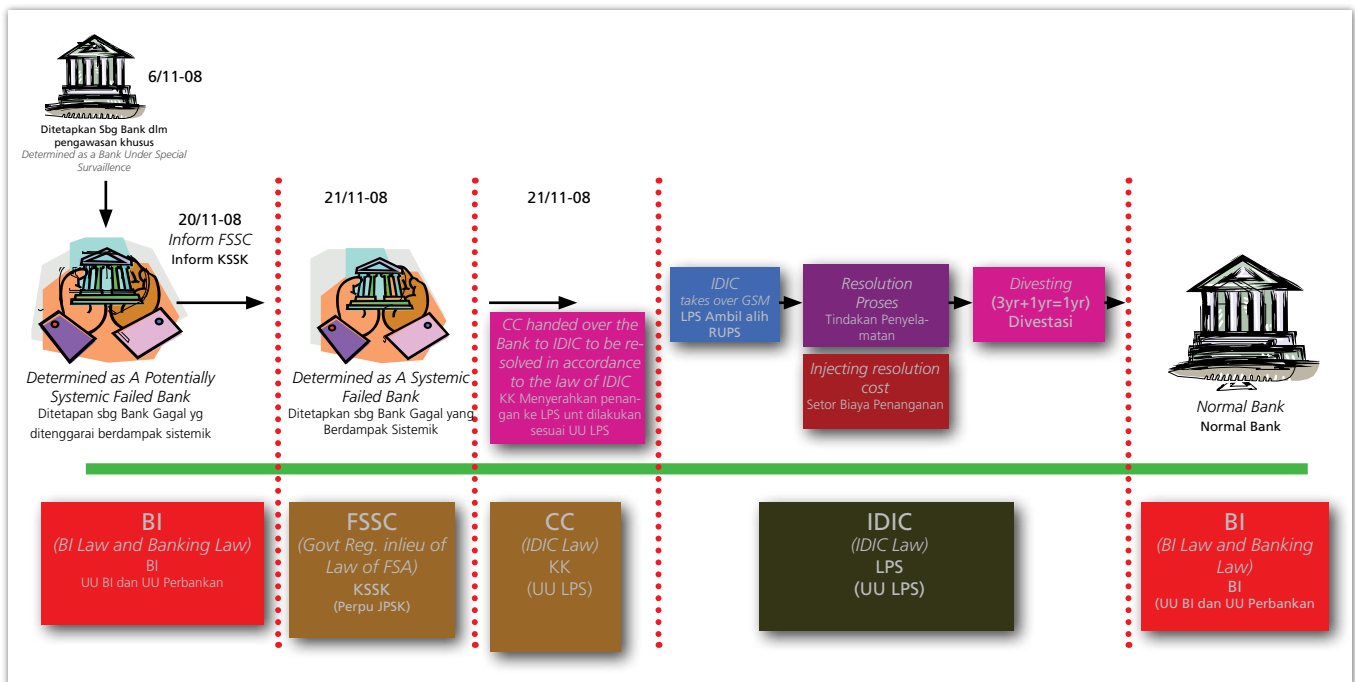 6/11-08
Ditetapkan Sbg Bank dlm
pengawasan khusus
Determined as a Bank Under Special
Survaillence
20/11-08
Inform FSSC
Inform KSSK
Determined as A Potentially
Systemic Failed Bank
Ditetapan sbg Bank Gagal yg
ditenggarai berdampak sistemik
21/11-08
Determined as A Systemic
Failed Bank
Ditetapkan sbg Bank Gagal yang
Berdampak Sistemik
21/11-08
CC handed over the
Bank to IDIC to be re-
solved in accordance
to the law of IDIC
KK Menyerahkan penan-
gan ke LPS unt dilakukan
sesuai UU LPS
IDIC
takes over GSM
LPS Ambil alih
RUPS
Resolution
Proses
Tindakan Penyela-
matan
Injecting resolution
cost
Setor Biaya Penanganan
Divesting
(3yr+1yr=1yr)
Divestasi
Normal Bank
Normal Bank
BI
(BI Law and Banking Law)
BI
UU BI dan UU Perbankan
FSSC
(Govt Reg. inlieu of
Law of FSA)
KSSK
(Perpu JPSK)
CC
(IDIC Law)
KK
(UU LPS)
IDIC
(IDIC Law)
LPS
(UU LPS)
BI
(BI Law and Banking
Law)
BI
(UU BI dan UU Perbankan